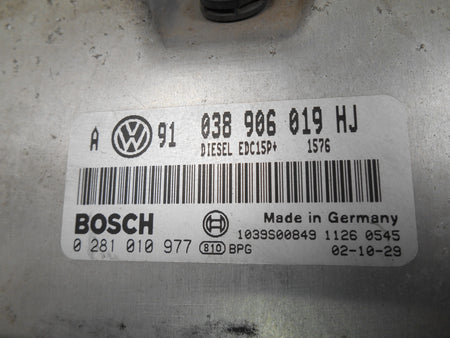 A VW 91 038 906 019 HJ
DIESEL EDC15P+ 1576
BOSCH Made in Germany
0 281 010 977 810 BPG 1039S00849 1126 0545
02-10-29